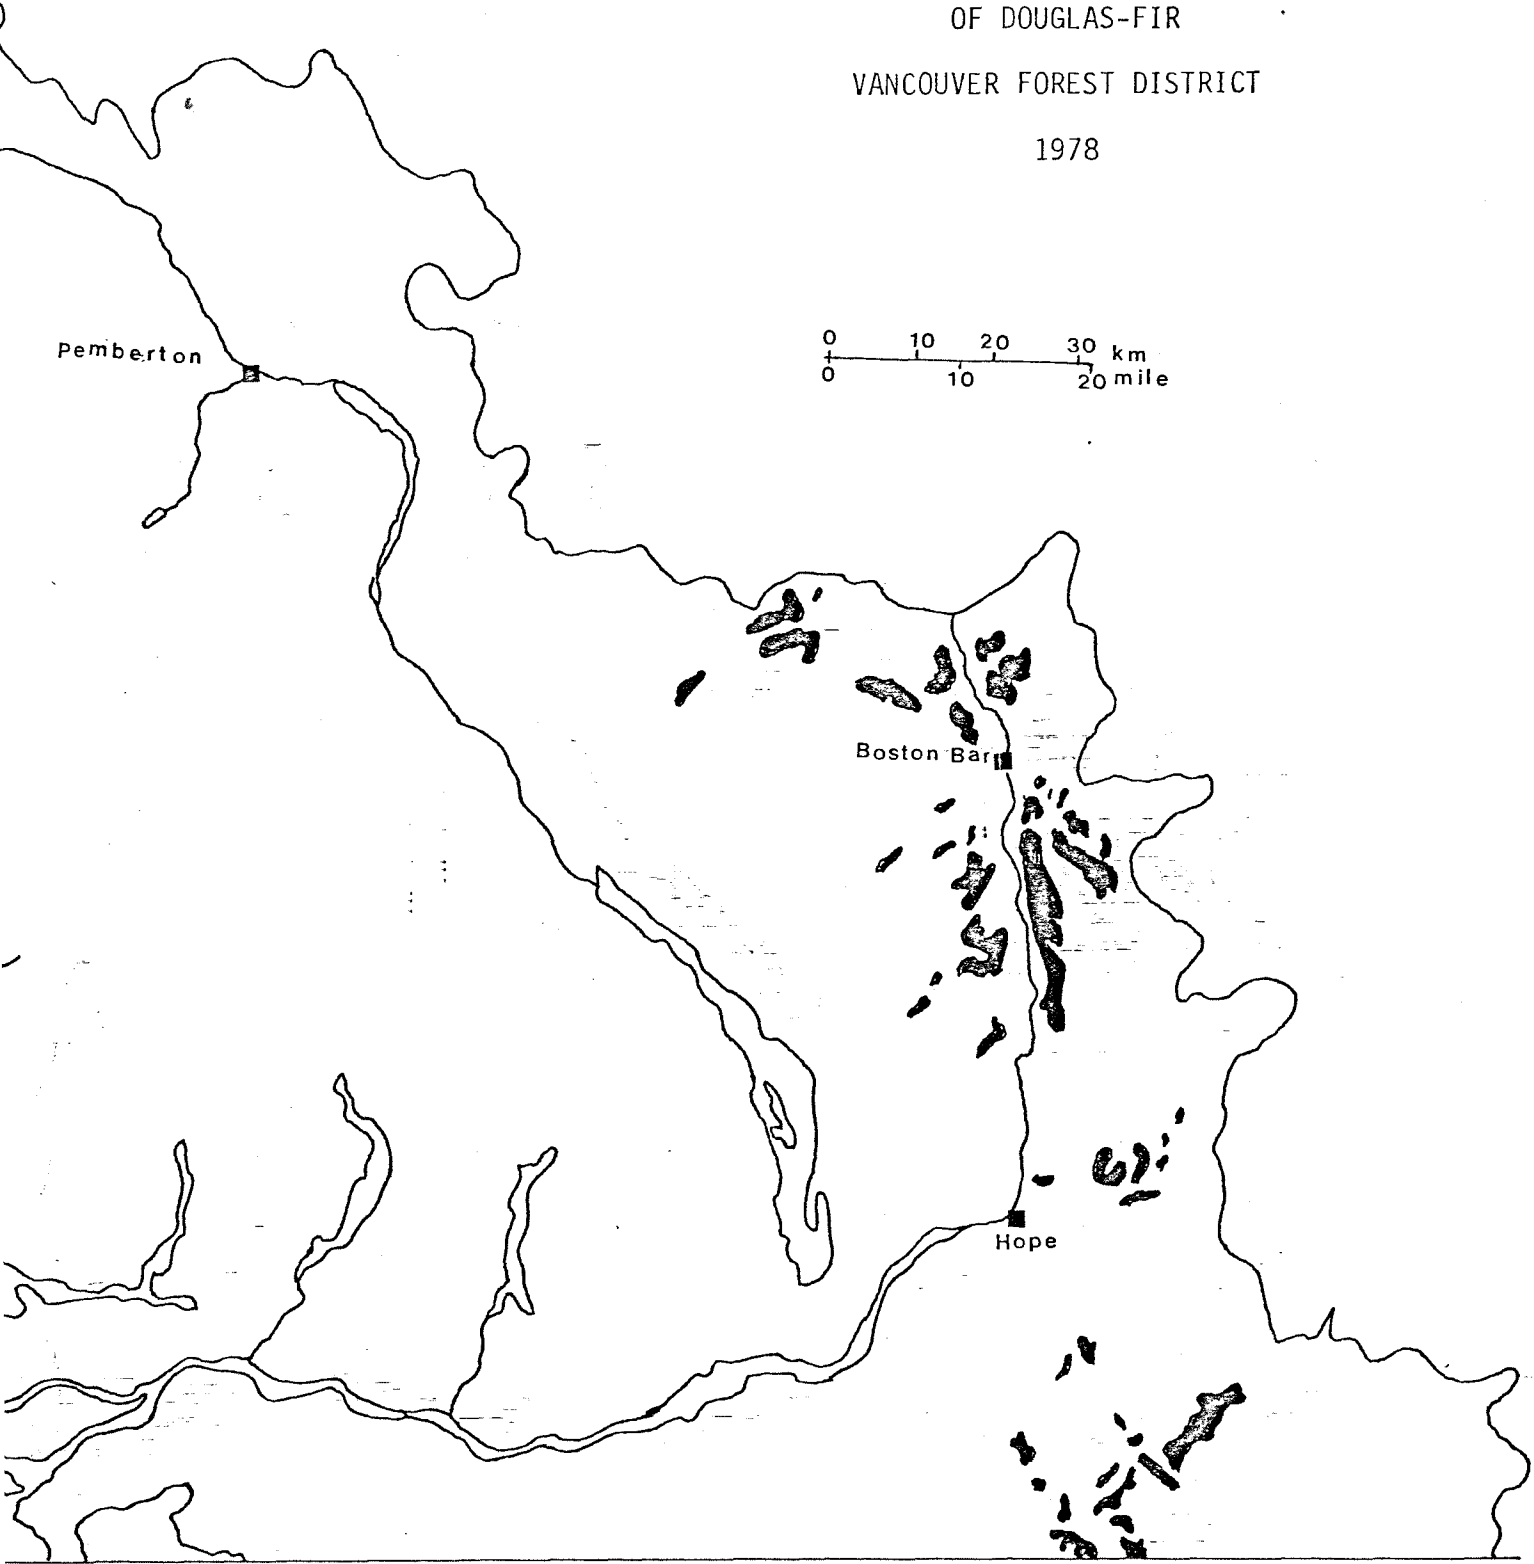 OF DOUGLAS-FIR
VANCOUVER FOREST DISTRICT
1978
Pemberton
0 10 20 30 km
0 10 20 mile
Boston Bar
Hope